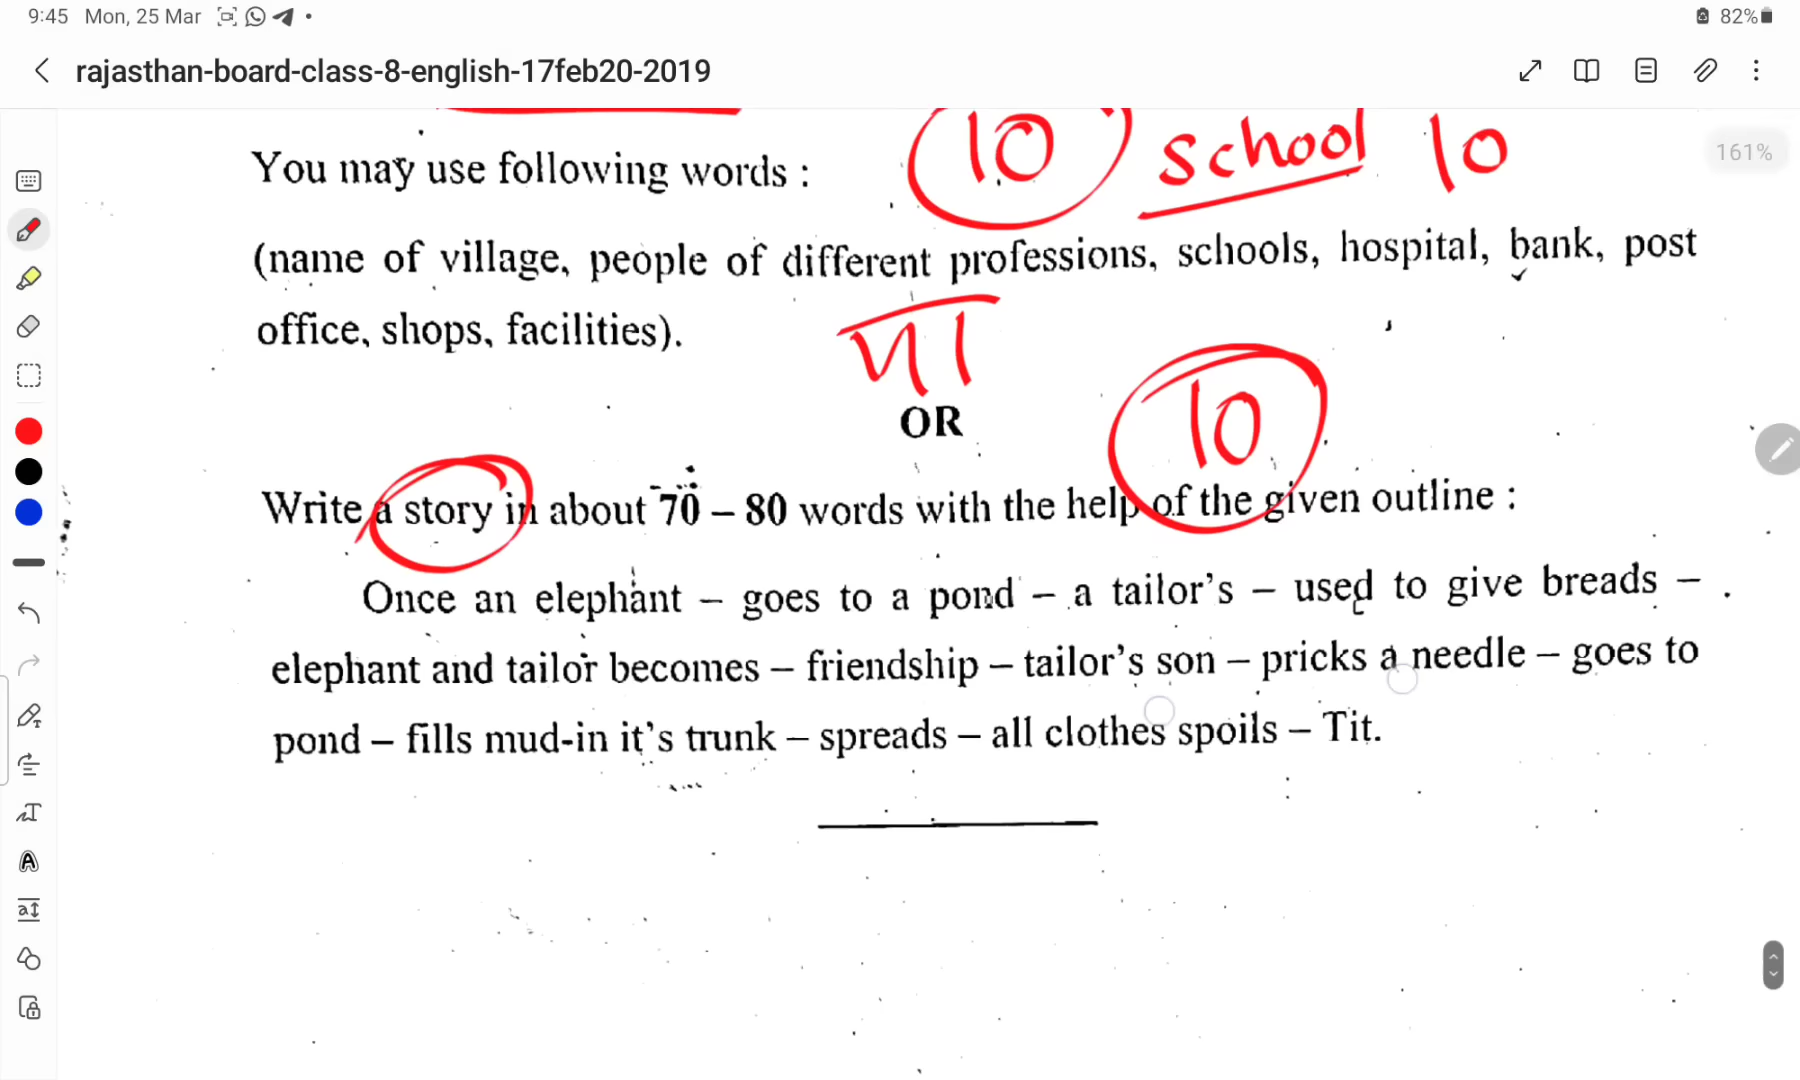 9:45 Mon, 25 Mar
82%
rajasthan-board-class-8-english-17feb20-2019
161%
10 school 10
You may use following words :
(name of village, people of different professions, schools, hospital, bank, post
office, shops, facilities).
या
OR
10
Write a story in about 70 – 80 words with the help of the given outline :
Once an elephant – goes to a pond – a tailor's – used to give breads –
elephant and tailor becomes – friendship – tailor's son – pricks a needle – goes to
pond – fills mud-in it's trunk – spreads – all clothes spoils – Tit.